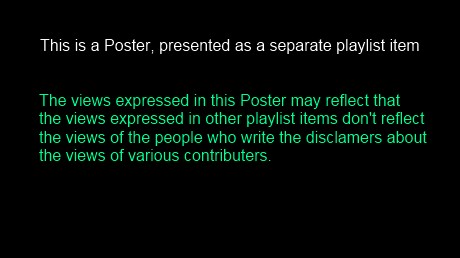 This is a Poster, presented as a separate playlist item
The views expressed in this Poster may reflect that
the views expressed in other playlist items don't reflect
the views of the people who write the disclamers about
the views of various contributers.